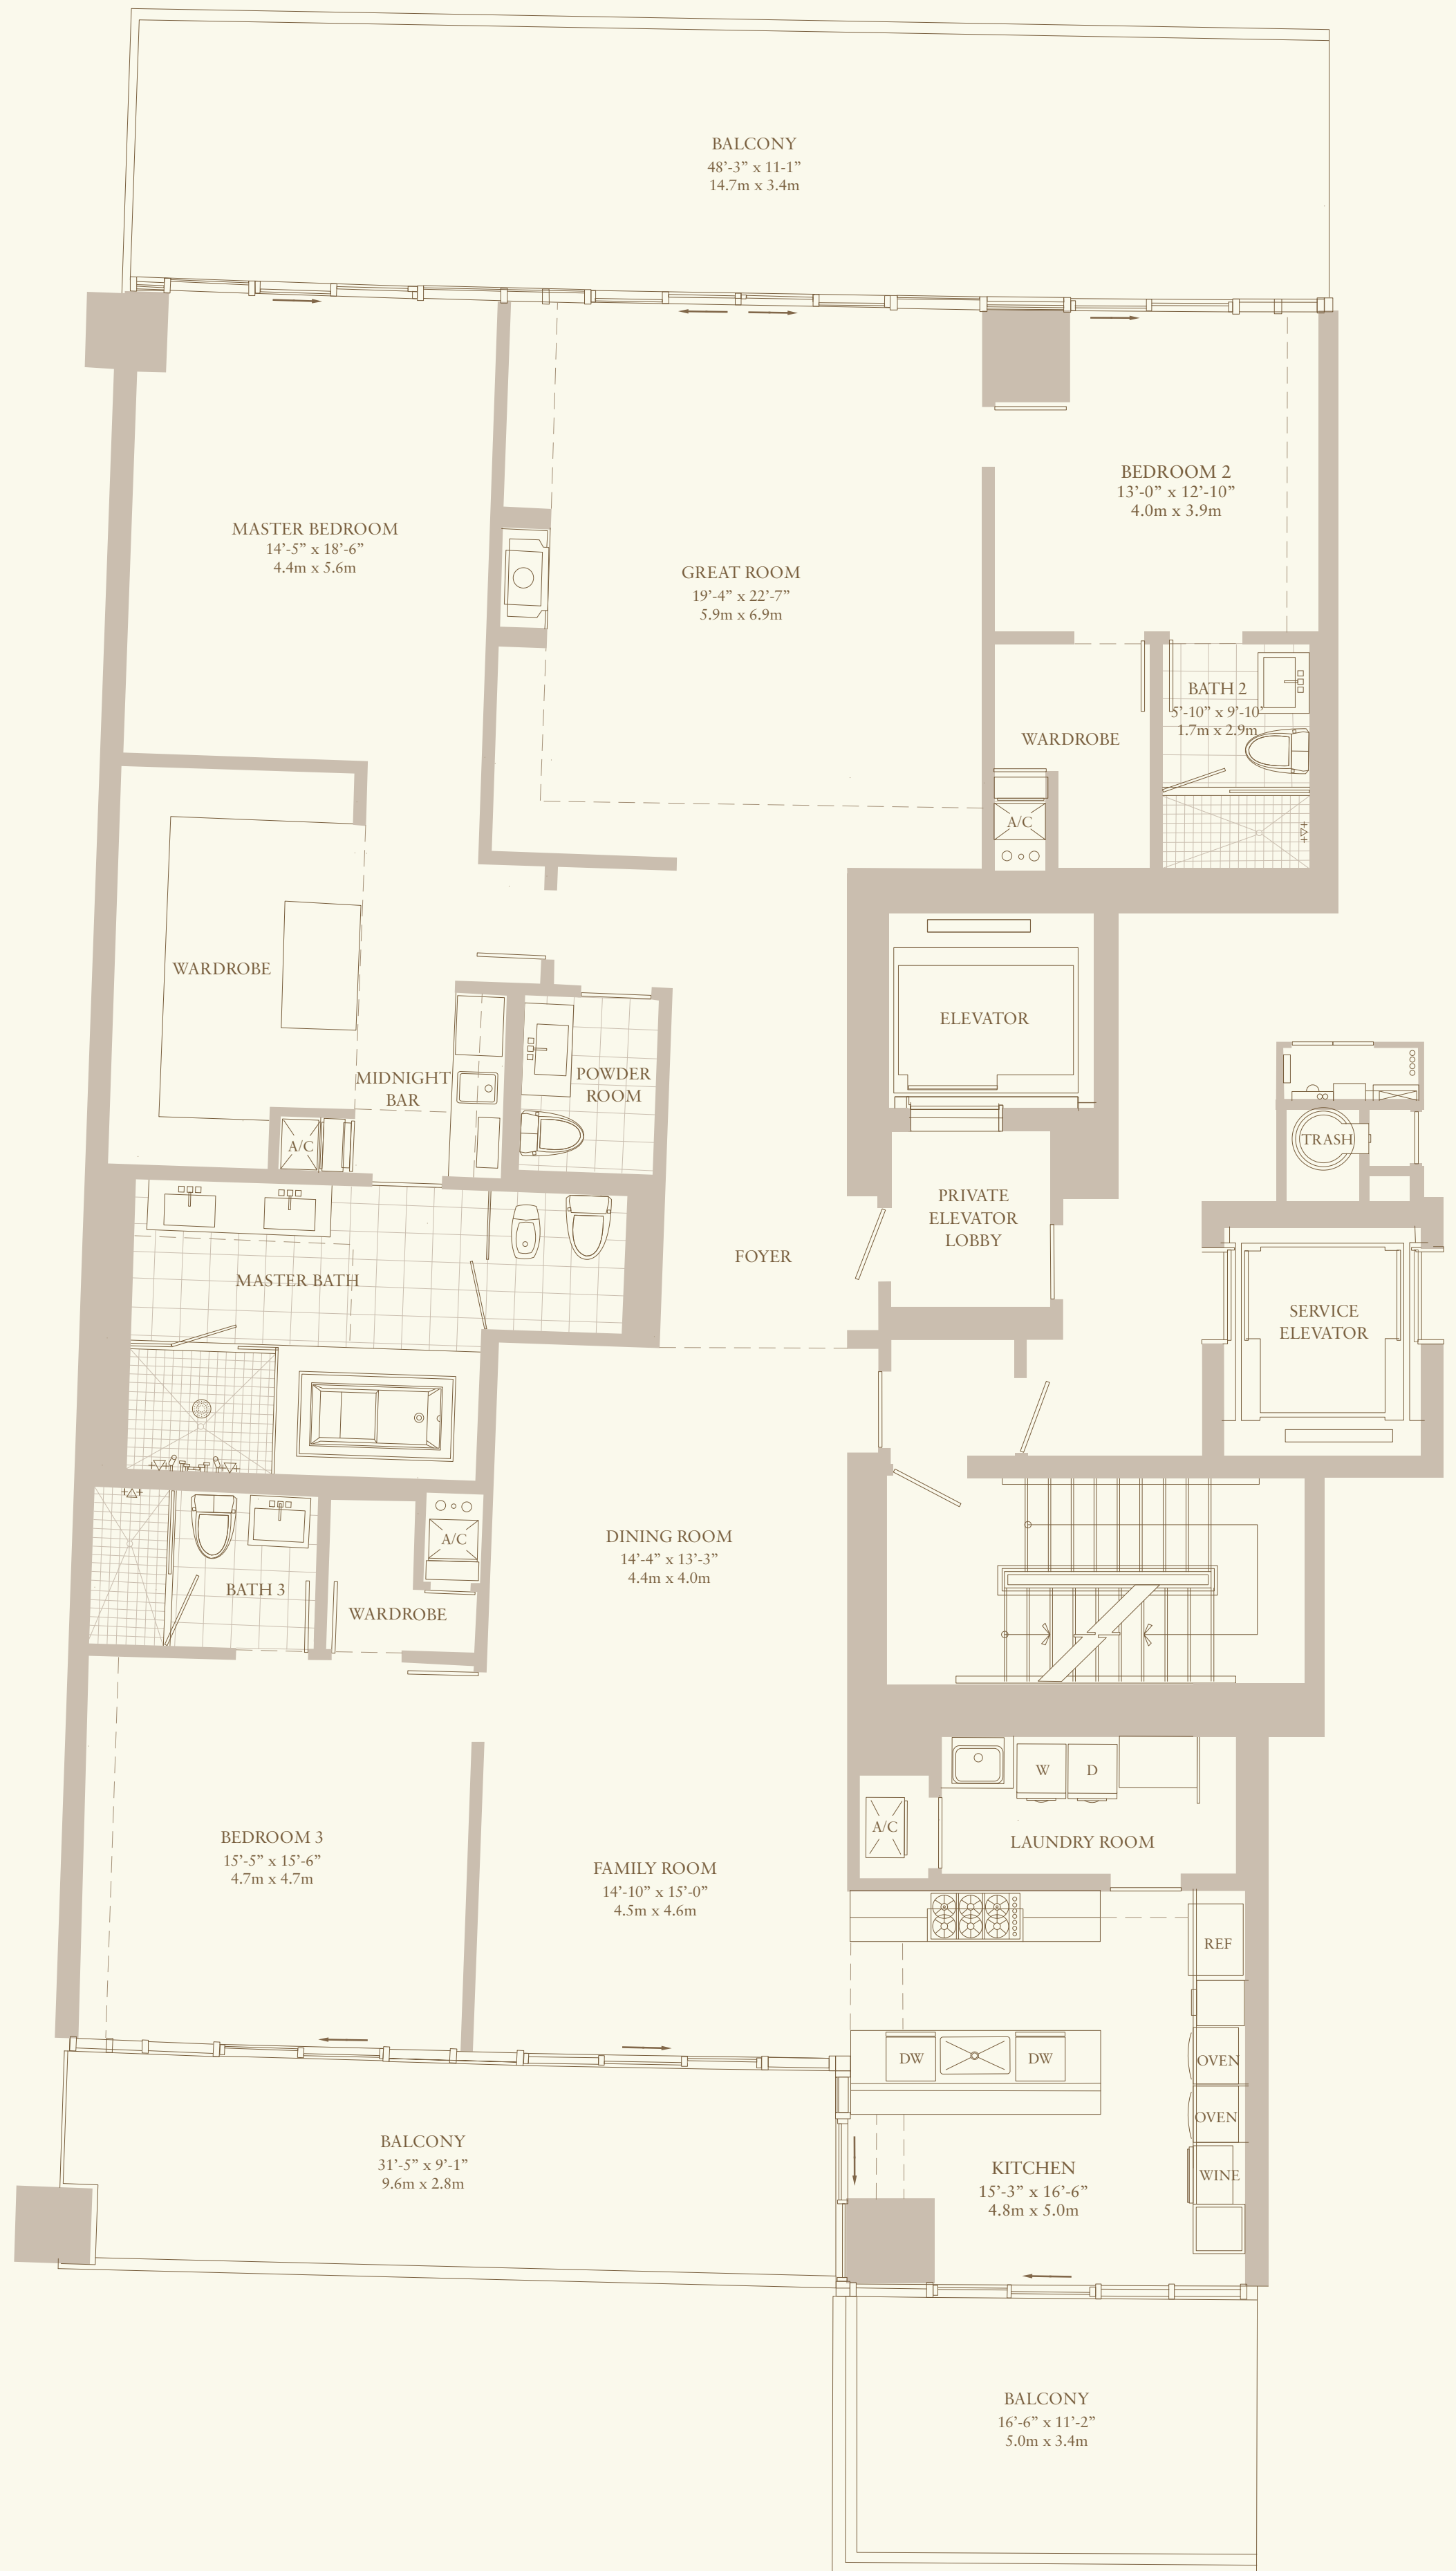 BALCONY
48’-3” x 11-1”
14.7m x 3.4m
BEDROOM 2
13’-0” x 12’-10”
4.0m x 3.9m
MASTER BEDROOM
14’-5” x 18’-6”
4.4m x 5.6m
GREAT ROOM
19’-4” x 22’-7”
5.9m x 6.9m
BATH 2
5’-10” x 9’-10’
1.7m x 2.9m
WARDROBE
A/C
WARDROBE
ELEVATOR
MIDNIGHT
BAR
POWDER
ROOM
A/C
TRASH
PRIVATE
ELEVATOR
LOBBY
FOYER
MASTER BATH
SERVICE
ELEVATOR
DINING ROOM
14’-4” x 13’-3”
4.4m x 4.0m
A/C
BATH 3
WARDROBE
W
D
A/C
LAUNDRY ROOM
BEDROOM 3
15’-5” x 15’-6”
4.7m x 4.7m
FAMILY ROOM
14’-10” x 15’-0”
4.5m x 4.6m
REF
DW
DW
OVEN
OVEN
BALCONY
31’-5” x 9’-1”
9.6m x 2.8m
KITCHEN
15’-3” x 16’-6”
4.8m x 5.0m
WINE
BALCONY
16’-6” x 11’-2”
5.0m x 3.4m